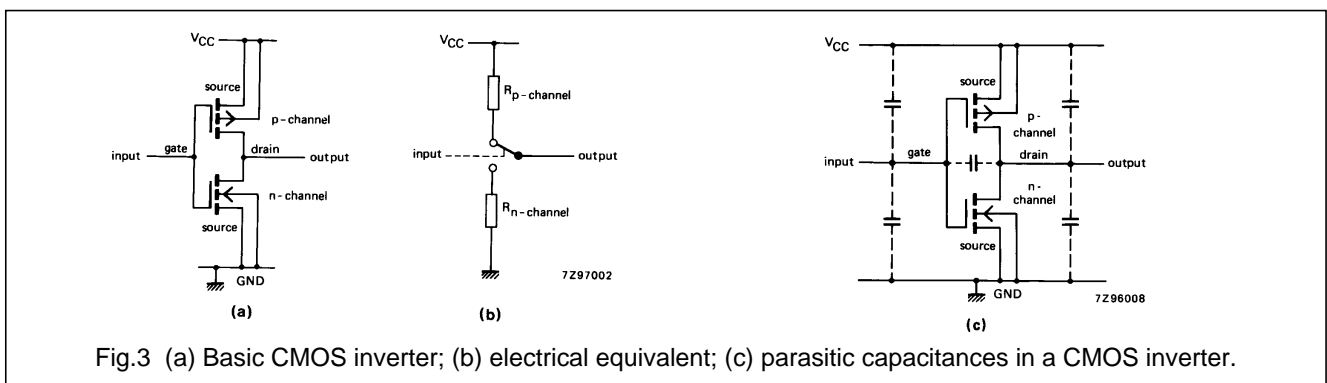 VCC
source
p-channel
input
gate
drain
output
n-channel
source
GND
(a)
VCC
Rp-channel
input
output
Rn-channel
7Z97002
(b)
VCC
source
p-
channel
input
gate
drain
output
n-
channel
source
GND
7Z96008
(c)
Fig.3 (a) Basic CMOS inverter; (b) electrical equivalent; (c) parasitic capacitances in a CMOS inverter.